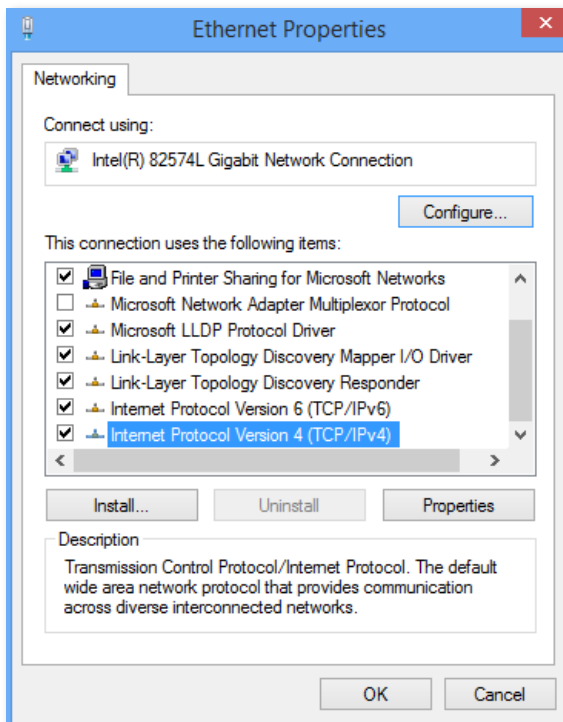 Ethernet Properties
Networking
Connect using:
Intel(R) 82574L Gigabit Network Connection
Configure...
This connection uses the following items:
File and Printer Sharing for Microsoft Networks
Microsoft Network Adapter Multiplexor Protocol
Microsoft LLDP Protocol Driver
Link-Layer Topology Discovery Mapper I/O Driver
Link-Layer Topology Discovery Responder
Internet Protocol Version 6 (TCP/IPv6)
Internet Protocol Version 4 (TCP/IPv4)
Install... Uninstall Properties
Description
Transmission Control Protocol/Internet Protocol. The default
wide area network protocol that provides communication
across diverse interconnected networks.
OK Cancel